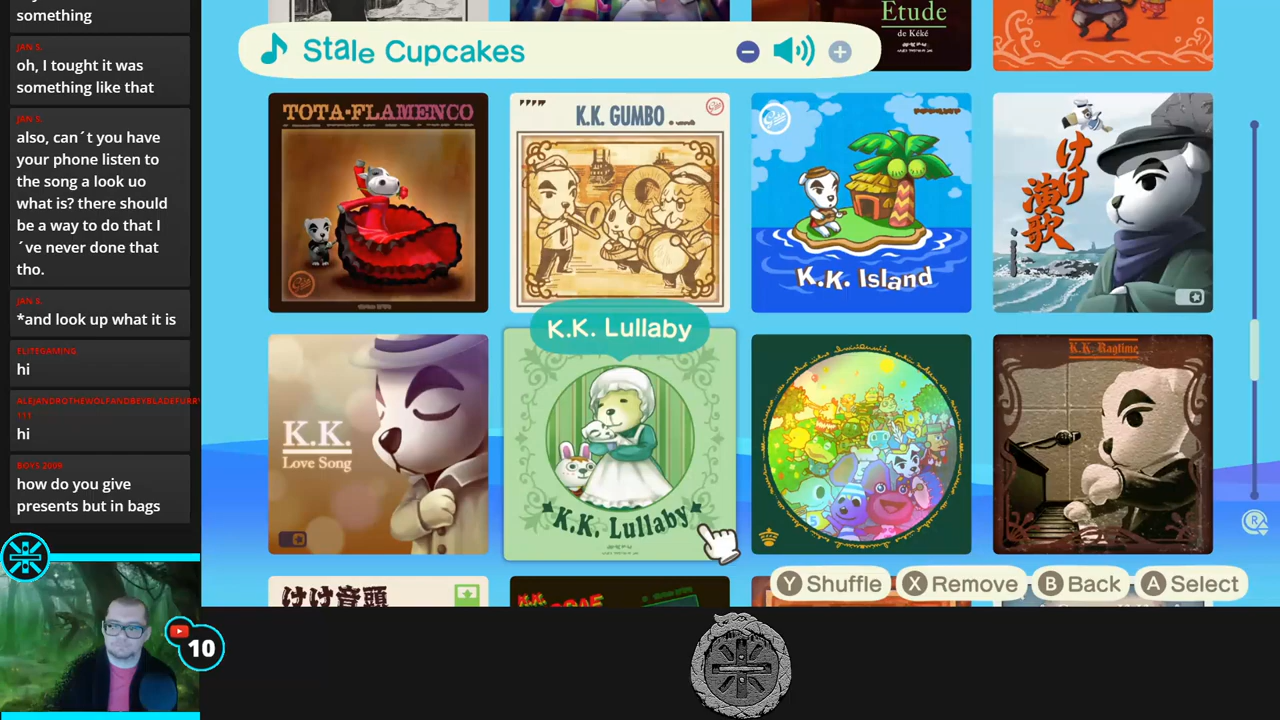 something
JAN S.
oh, I tought it was
something like that
JAN S.
also, can´t you have
your phone listen to
the song a look uo
what is? there should
be a way to do that I
´ve never done that
tho.
JAN S.
*and look up what it is
ELITEGAMING
hi
ALEJANDROTHEWOLFANDBEYBLADEFURRY
111
hi
BOYS 2009
how do you give
presents but in bags
10
Étude
de Kéké
Stale Cupcakes
TOTA-FLAMENCO
K.K. GUMBO
K.K. Island
けけ
演歌
K.K.
Love Song
K.K. Lullaby
K.K. Lullaby
K.K. Ragtime
けけ音頭
K.K.
R
Y Shuffle
X Remove
B Back
A Select